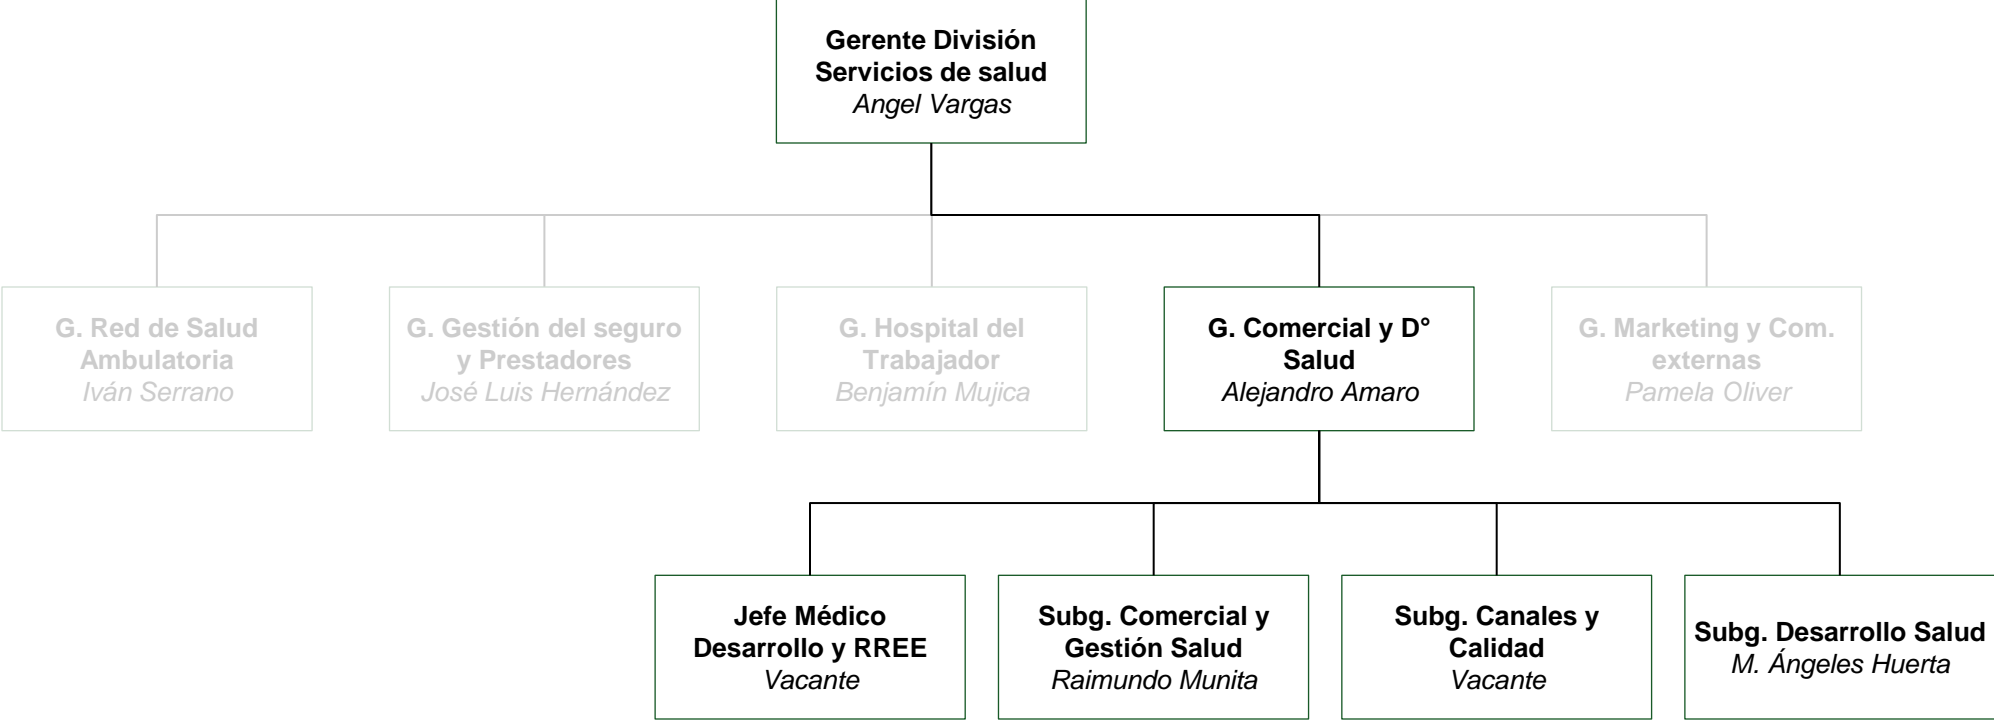 Gerente División
Servicios de salud
Angel Vargas
G. Red de Salud
Ambulatoria
Iván Serrano
G. Gestión del seguro
y Prestadores
José Luis Hernández
G. Hospital del
Trabajador
Benjamín Mujica
G. Comercial y D°
Salud
Alejandro Amaro
G. Marketing y Com.
externas
Pamela Oliver
Jefe Médico
Desarrollo y RREE
Vacante
Subg. Comercial y
Gestión Salud
Raimundo Munita
Subg. Canales y
Calidad
Vacante
Subg. Desarrollo Salud
M. Ángeles Huerta